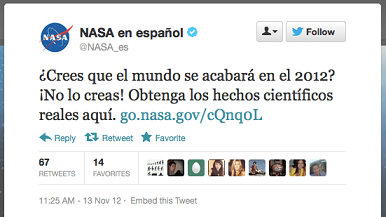 NASA
NASA en español
@NASA_es
Follow
¿Crees que el mundo se acabará en el 2012?
¡No lo creas! Obtenga los hechos científicos
reales aquí. go.nasa.gov/cQnq0L
Reply Retweet Favorite
67 14
RETWEETS FAVORITES
11:25 AM - 13 Nov 12 · Embed this Tweet